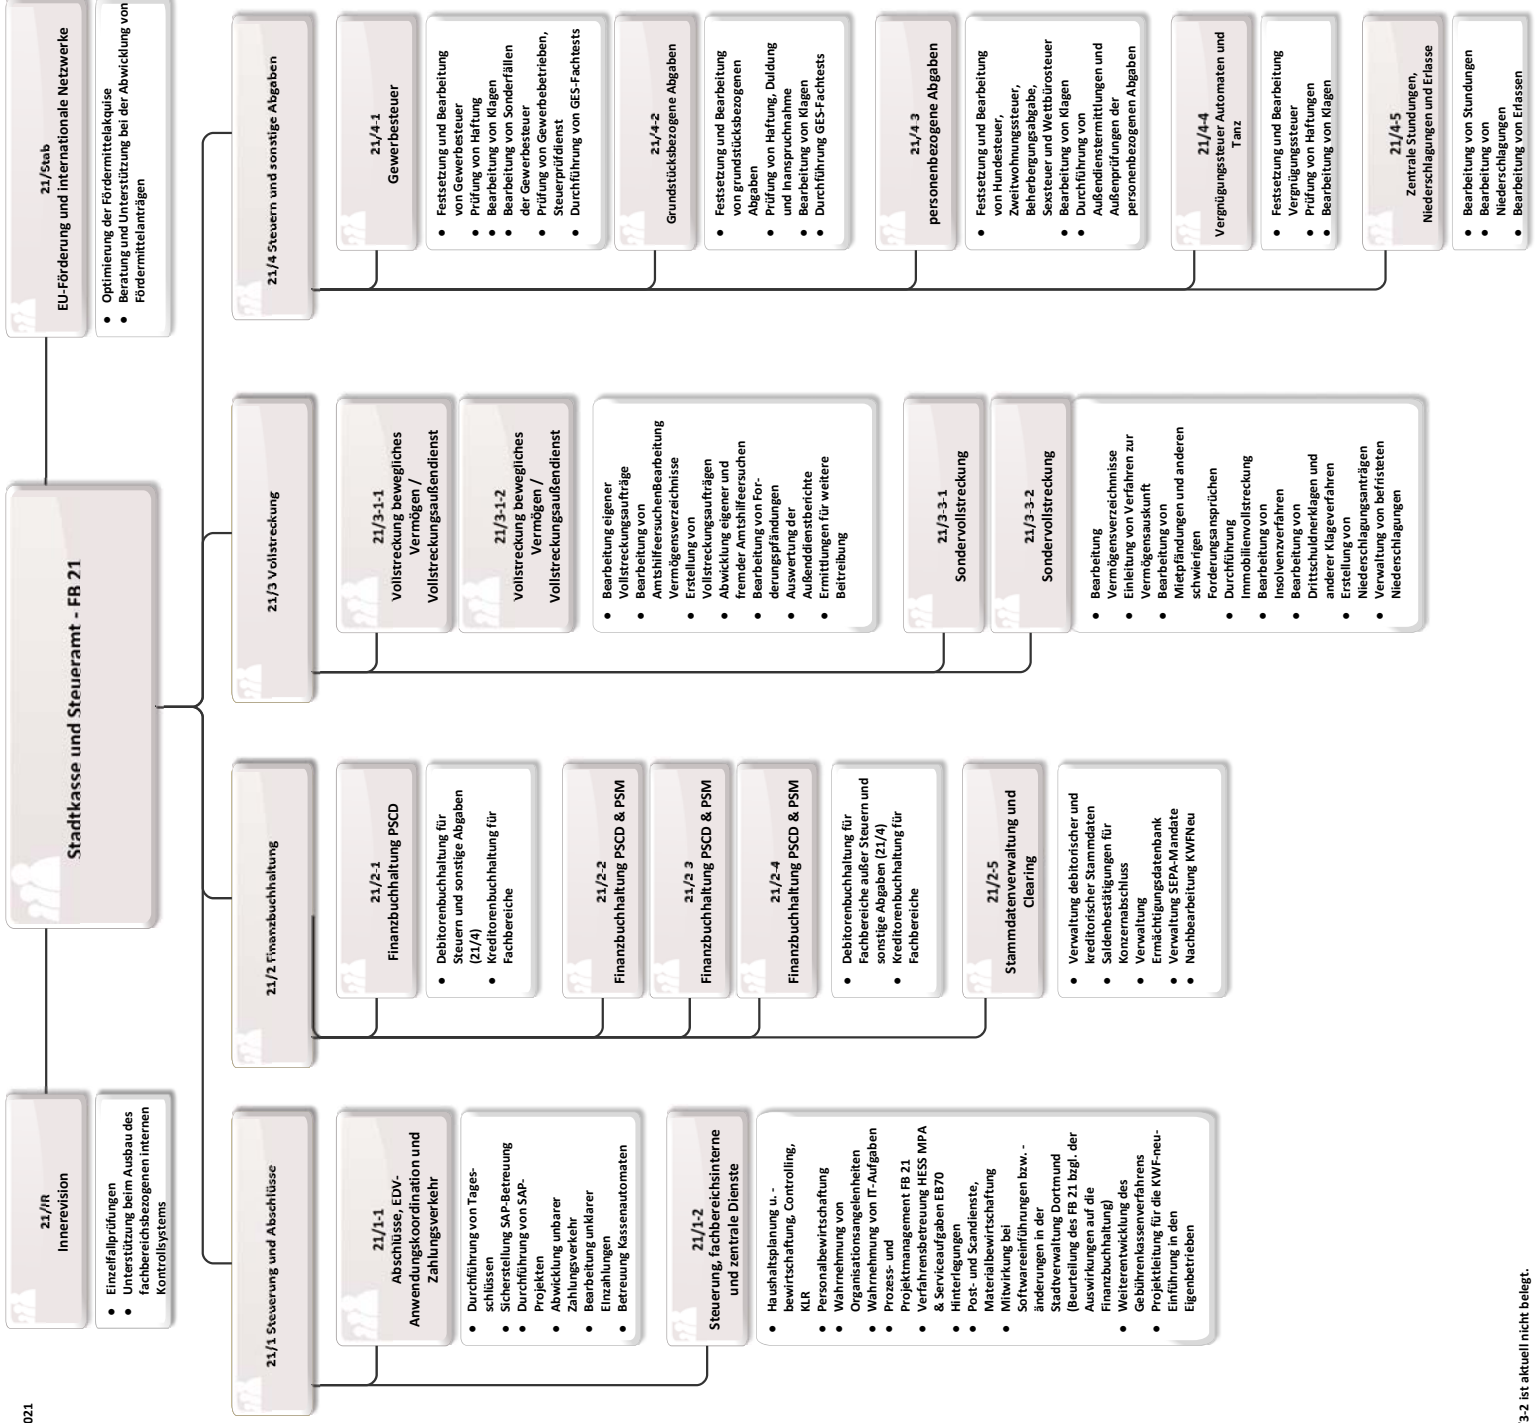 021
21/IR
Innerevision
Einzelfallprüfungen
Unterstützung beim Ausbau des
fachbereichsbezogenen internen
Kontrollsystems
Stadtkasse und Steueramt - FB 21
21/Stab
EU-Förderung und internationale Netzwerke
Optimierung der Fördermittelakquise
Beratung und Unterstützung bei der Abwicklung von
Fördermittelanträgen
21/1 Steuerung und Abschlüsse
21/1-1
Abschlüsse, EDV-
Anwendungskoordination und
Zahlungsverkehr
Durchführung von Tages-
schlüssen
Sicherstellung SAP-Betreuung
Durchführung von SAP-
Projekten
Abwicklung unbarer
Zahlungsverkehr
Bearbeitung unklarer
EInzahlungen
Betreuung Kassenautomaten
21/1-2
Steuerung, fachbereichsinterne
und zentrale Dienste
Haushaltsplanung u. -
bewirtschaftung, Controlling,
KLR
Personalbewirtschaftung
Wahrnehmung von
Organisationsangelenheiten
Wahrnehmung von IT-Aufgaben
Prozess- und
Projektmanagement FB 21
Verfahrensbetreuung HESS MPA
& Serviceaufgaben EB70
Hinterlegungen
Post- und Scandienste,
Materialbewirtschaftung
Mitwirkung bei
Softwareeinführungen bzw. -
änderungen in der
Stadtverwaltung Dortmund
(Beurteilung des FB 21 bzgl. der
Auswirkungen auf die
Finanzbuchhaltung)
Weiterentwicklung des
Gebührenkassenverfahrens
Projektleitung für die KWF-neu-
Einführung in den
Eigenbetrieben
21/2 Finanzbuchhaltung
21/2-1
Finanzbuchhaltung PSCD
Debitorenbuchhaltung für
Steuern und sonstige Abgaben
(21/4)
Kreditorenbuchhaltung für
Fachbereiche
21/2-2
Finanzbuchhaltung PSCD & PSM
21/2 3
Finanzbuchhaltung PSCD & PSM
21/2-4
Finanzbuchhaltung PSCD & PSM
Debitorenbuchhaltung für
Fachbereiche außer Steuern und
sonstige Abgaben (21/4)
Kreditorenbuchhaltung für
Fachbereiche
21/2-5
Stammdatenverwaltung und
Clearing
Verwaltung debitorischer und
kreditorischer Stammdaten
Saldenbestätigungen für
Konzernabschluss
Verwaltung
Ermächtigungsdatenbank
Verwaltung SEPA-Mandate
Nachbearbeitung KWFNeu
21/3 Vollstreckung
21/3-1-1
Vollstreckung bewegliches
Vermögen /
Vollstreckungsaußendienst
21/3-1-2
Vollstreckung bewegliches
Vermögen /
Vollstreckungsaußendienst
Bearbeitung eigener
Vollstreckungsaufträge
Bearbeitung von
AmtshilfeersuchenBearbeitung
Vermögensverzeichnisse
Erstellung von
Vollstreckungsaufträgen
Abwicklung eigener und
fremder Amtshilfeersuchen
Bearbeitung von For-
derungspfändungen
Auswertung der
Außenddienstberichte
Ermittlungen für weitere
Beitreibung
21/3-3-1
Sondervollstreckung
21/3-3-2
Sondervollstreckung
Bearbeitung
Vermögensverzeichnisse
Einleitung von Verfahren zur
Vermögensauskunft
Bearbeitung von
Mietpfändungen und anderen
schwierigen
Forderungsansprüchen
Durchführung
Immobilienvollstreckung
Bearbeitung von
Insolvenzverfahren
Bearbeitung von
Drittschuldnerklagen und
anderer Klageverfahren
Erstellung von
Niederschlagungsanträgen
Verwaltung von befristeten
Niederschlagungen
21/4 Steuern und sonstige Abgaben
21/4-1
Gewerbesteuer
Festsetzung und Bearbeitung
von Gewerbesteuer
Prüfung von Haftung
Bearbeitung von Klagen
Bearbeitung von Sonderfällen
der Gewerbesteuer
Prüfung von Gewerbebetrieben,
Steuerprüfdienst
Durchführung von GES-Fachtests
21/4-2
Grundstücksbezogene Abgaben
Festsetzung und Bearbeitung
von grundstücksbezogenen
Abgaben
Prüfung von Haftung, Duldung
und Inanspruchnahme
Bearbeitung von Klagen
Durchführung GES-Fachtests
21/4 3
personenbezogene Abgaben
Festsetzung und Bearbeitung
von Hundesteuer,
Zweitwohnungssteuer,
Beherbergungsabgabe,
Sexsteuer und Wettbürosteuer
Bearbeitung von Klagen
Durchführung von
Außendienstermittlungen und
Außenprüfungen der
personenbezogenen Abgaben
21/4-4
Vergnügungssteuer Automaten und
Tanz
Festsetzung und Bearbeitung
Vergnügungssteuer
Prüfung von Haftungen
Bearbeitung von Klagen
21/4-5
Zentrale Stundungen,
Niederschlagungen und Erlasse
Bearbeitung von Stundungen
Bearbeitung von
Niederschlagungen
Bearbeitung von Erlassen
3-2 ist aktuell nicht belegt.